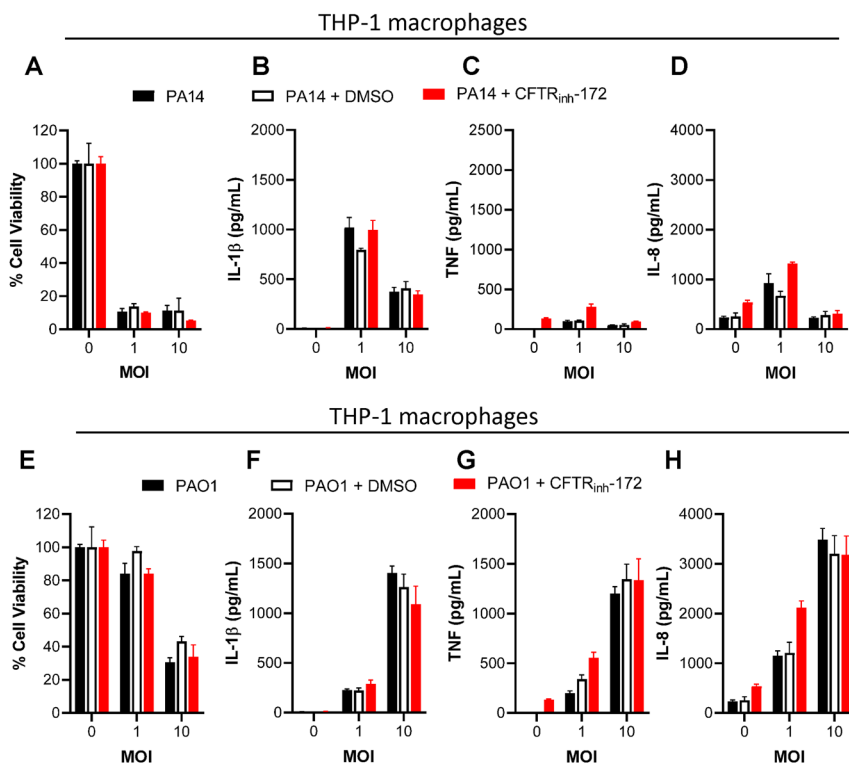 THP-1 macrophages
A B C D
PA14 PA14 + DMSO PA14 + CFTRinh-172
% Cell Viability
120
100
80
60
40
20
0
0 1 10
MOI
IL-1β (pg/mL)
2000
1500
1000
500
0
0 1 10
MOI
TNF (pg/mL)
2500
2000
1500
1000
500
0
0 1 10
MOI
IL-8 (pg/mL)
4000
3000
2000
1000
0
0 1 10
MOI
THP-1 macrophages
E F G H
PAO1 PAO1 + DMSO PAO1 + CFTRinh-172
% Cell Viability
120
100
80
60
40
20
0
0 1 10
MOI
IL-1β (pg/mL)
2000
1500
1000
500
0
0 1 10
MOI
TNF (pg/mL)
2000
1500
1000
500
0
0 1 10
MOI
IL-8 (pg/mL)
4000
3000
2000
1000
0
0 1 10
MOI